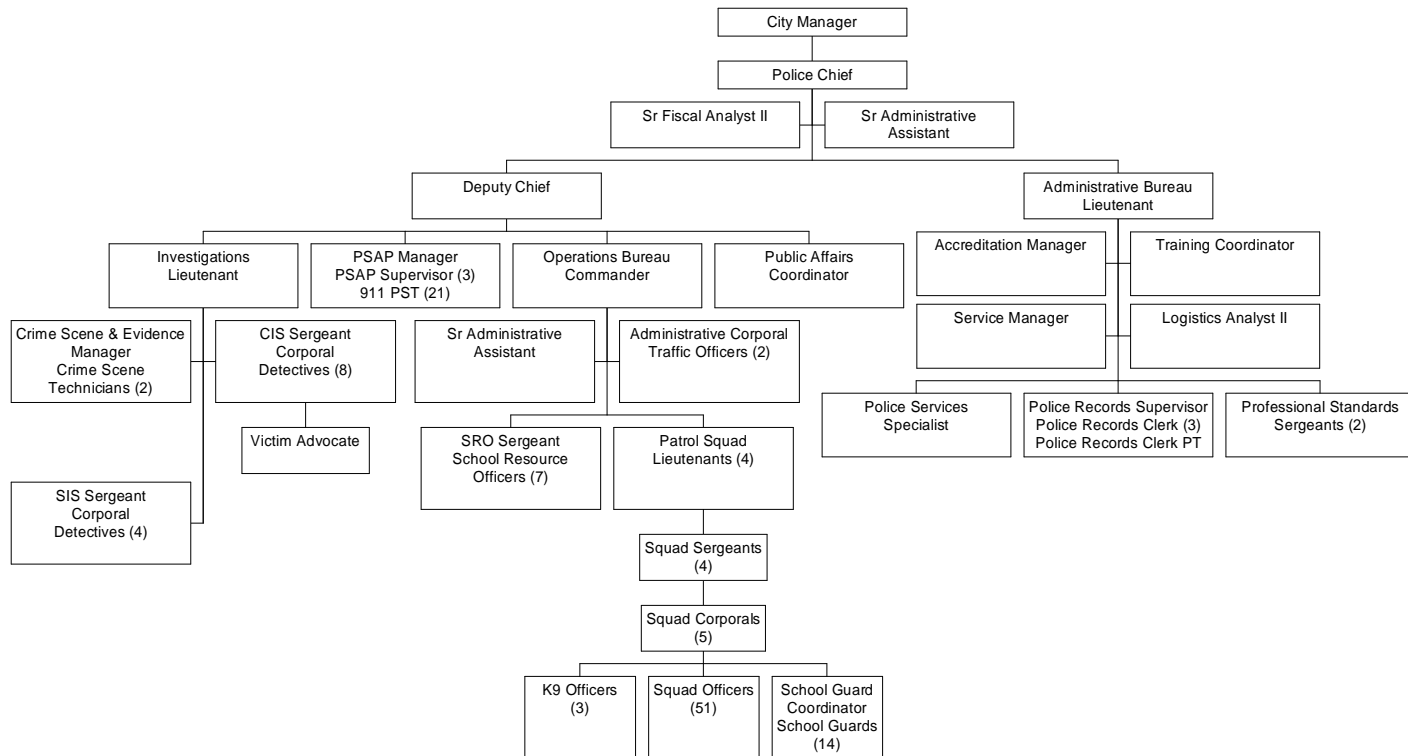 City Manager
Police Chief
Sr Fiscal Analyst II
Sr Administrative
Assistant
Deputy Chief
Administrative Bureau
Lieutenant
Investigations
Lieutenant
PSAP Manager
PSAP Supervisor (3)
911 PST (21)
Operations Bureau
Commander
Public Affairs
Coordinator
Accreditation Manager
Training Coordinator
Service Manager
Logistics Analyst II
Crime Scene & Evidence
Manager
Crime Scene
Technicians (2)
CIS Sergeant
Corporal
Detectives (8)
Sr Administrative
Assistant
Administrative Corporal
Traffic Officers (2)
Police Services
Specialist
Police Records Supervisor
Police Records Clerk (3)
Police Records Clerk PT
Professional Standards
Sergeants (2)
Victim Advocate
SRO Sergeant
School Resource
Officers (7)
Patrol Squad
Lieutenants (4)
SIS Sergeant
Corporal
Detectives (4)
Squad Sergeants
(4)
Squad Corporals
(5)
K9 Officers
(3)
Squad Officers
(51)
School Guard
Coordinator
School Guards
(14)